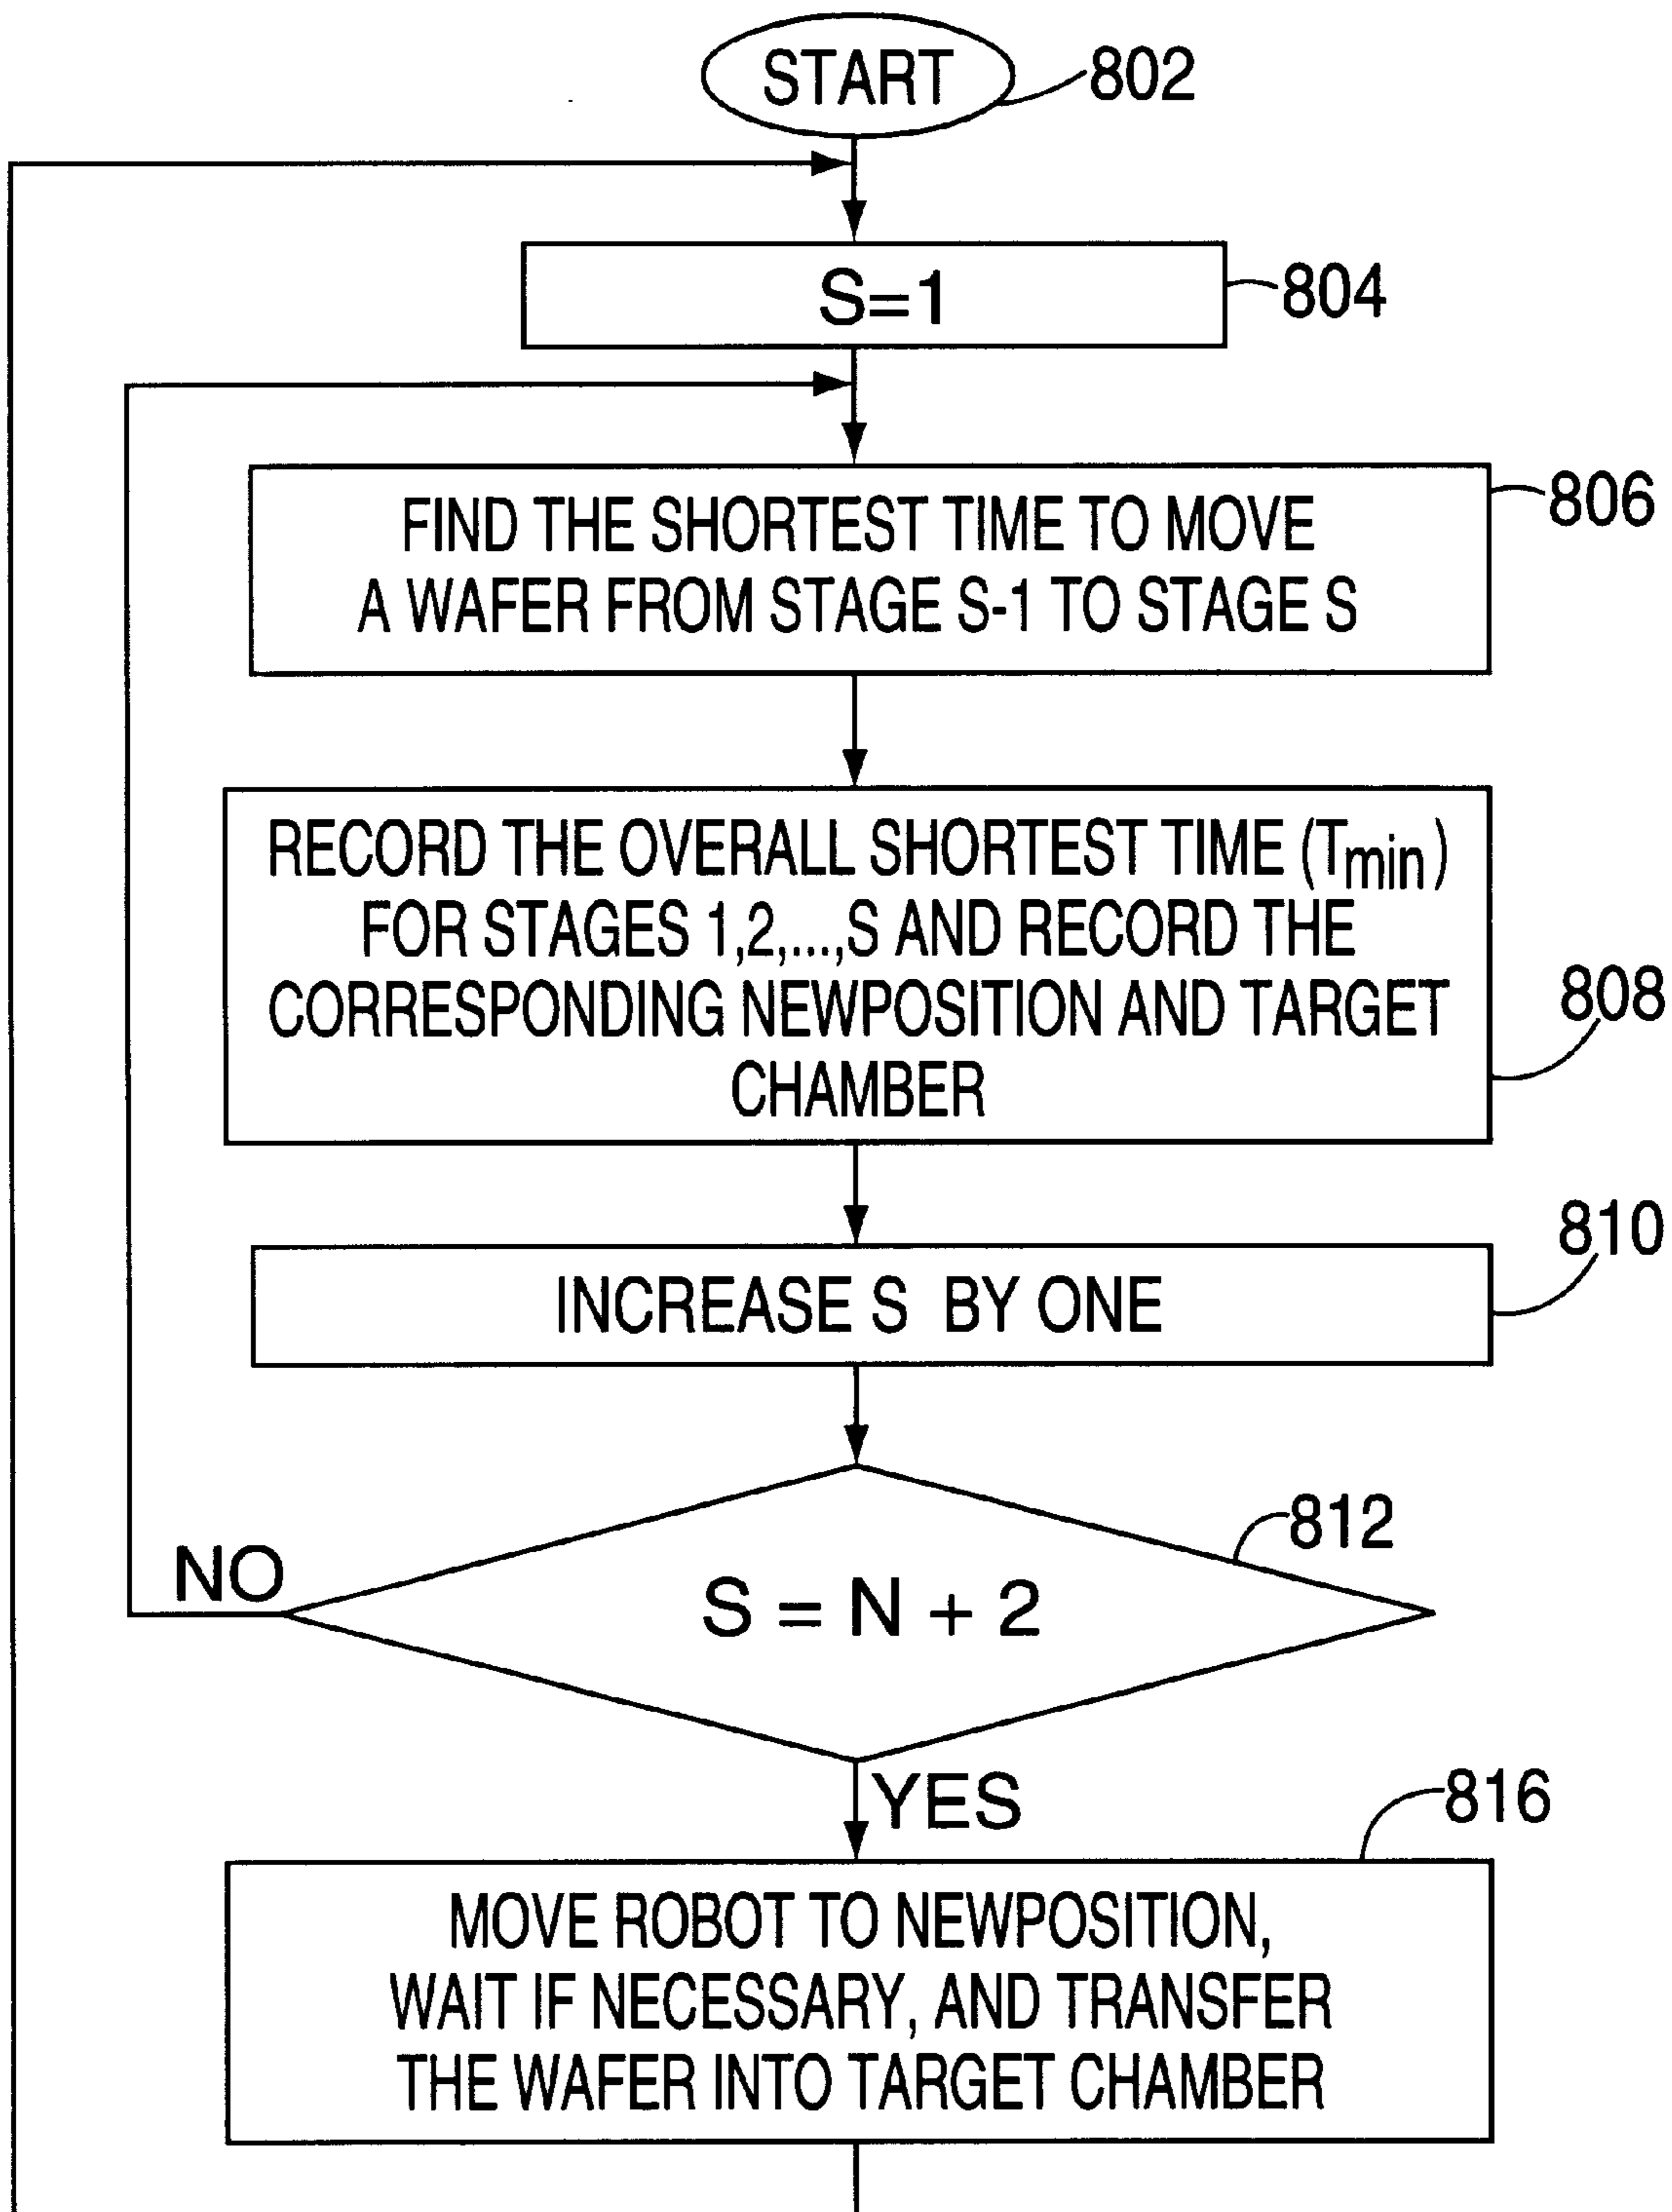 START
802
S=1
804
FIND THE SHORTEST TIME TO MOVE
A WAFER FROM STAGE S-1 TO STAGE S
806
RECORD THE OVERALL SHORTEST TIME (Tmin)
FOR STAGES 1,2,...,S AND RECORD THE
CORRESPONDING NEWPOSITION AND TARGET
CHAMBER
808
INCREASE S BY ONE
810
812
NO
S = N + 2
YES
816
MOVE ROBOT TO NEWPOSITION,
WAIT IF NECESSARY, AND TRANSFER
THE WAFER INTO TARGET CHAMBER